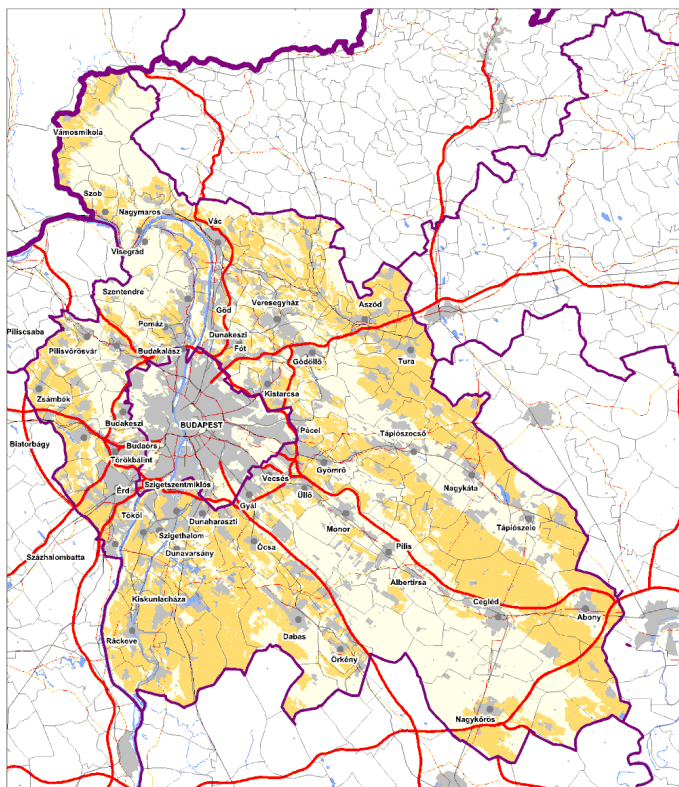 Vámosmikola
Szob
Nagymaros
Vác
Visegrád
Szentendre
Veresegyház
Aszód
Göd
Pomáz
Dunakeszi
Piliscsaba
Pilisvörösvár
Budakalász
Fót
Gödöllő
Tura
Zsámbék
Kistarcsa
Budakeszi
BUDAPEST
Pécel
Tápiószecső
Biatorbágy
Budaörs
Törökbálint
Gyömrő
Nagykáta
Érd
Szigetszentmiklós
Vecsés
Üllő
Gyál
Tököl
Dunaharaszti
Monor
Tápiószele
Szigethalom
Százhalombatta
Dunavarsány
Ócsa
Pilis
Albertirsa
Kiskunlacháza
Cegléd
Abony
Ráckeve
Dabas
Örkény
Nagykőrös